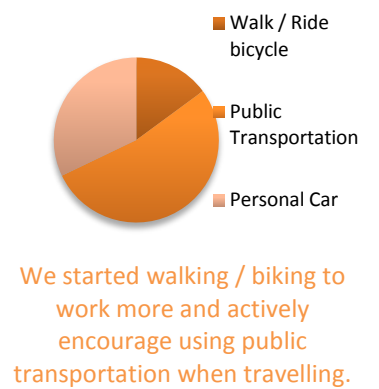 Walk / Ride
bicycle
Public
Transportation
Personal Car
We started walking / biking to
work more and actively
encourage using public
transportation when travelling.